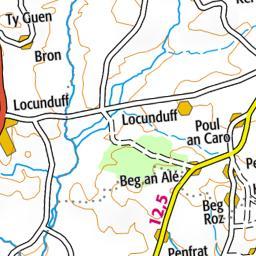 Ty Guen
Bron
Locunduff
Locunduff
Poul
an Caro
Beg an Alé
12,5
Beg
Roz
Penfrat